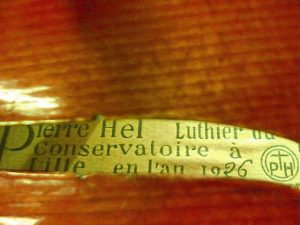 Pierre Hel Luthier du
Conservatoire à
Lille en l'an 1926
PH